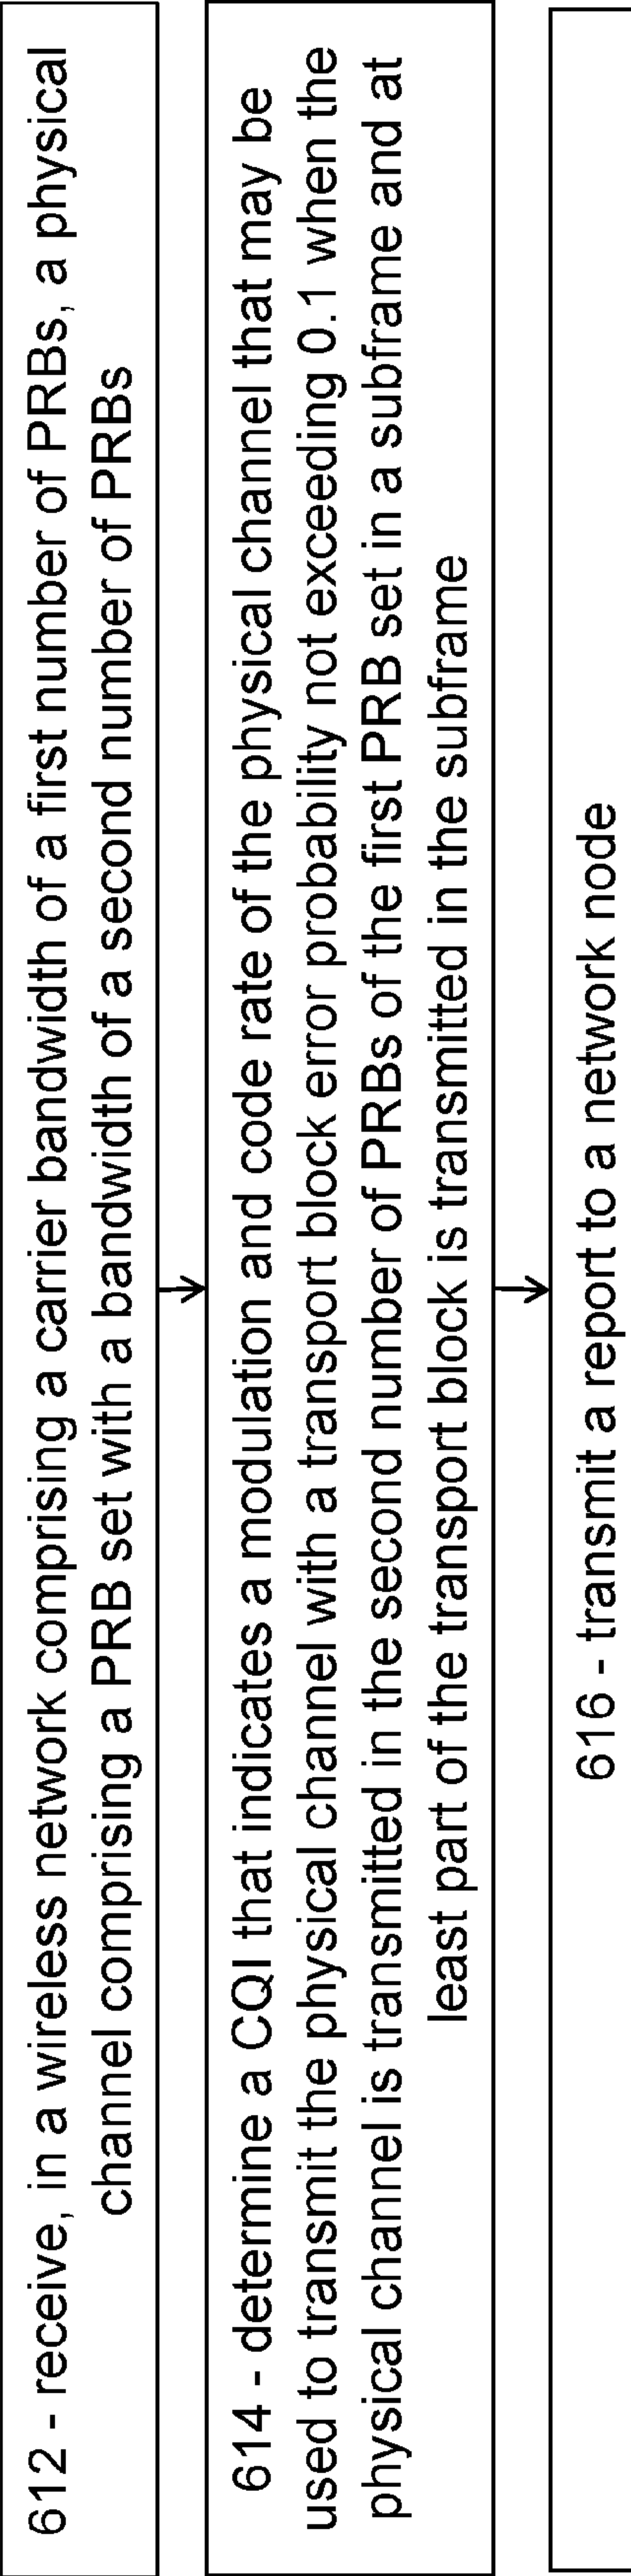 612 - receive, in a wireless network comprising a carrier bandwidth of a first number of PRBs, a physical
channel comprising a PRB set with a bandwidth of a second number of PRBs
614 - determine a CQI that indicates a modulation and code rate of the physical channel that may be
used to transmit the physical channel with a transport block error probability not exceeding 0.1 when the
physical channel is transmitted in the second number of PRBs of the first PRB set in a subframe and at
least part of the transport block is transmitted in the subframe
616 - transmit a report to a network node